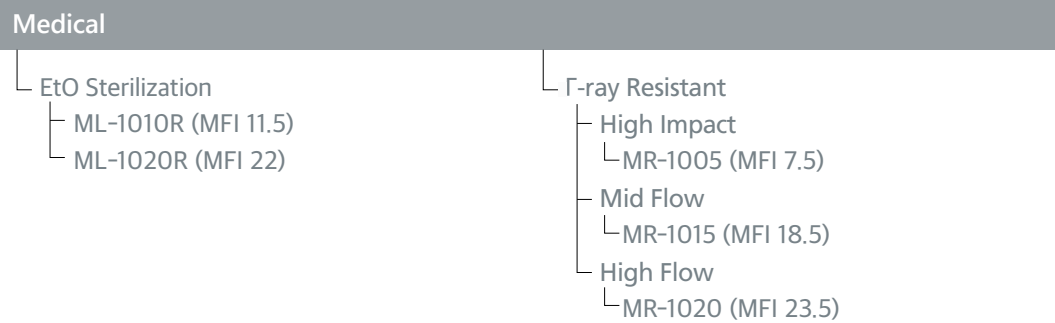 Medical
EtO Sterilization
ML-1010R (MFI 11.5)
ML-1020R (MFI 22)
Γ-ray Resistant
High Impact
MR-1005 (MFI 7.5)
Mid Flow
MR-1015 (MFI 18.5)
High Flow
MR-1020 (MFI 23.5)